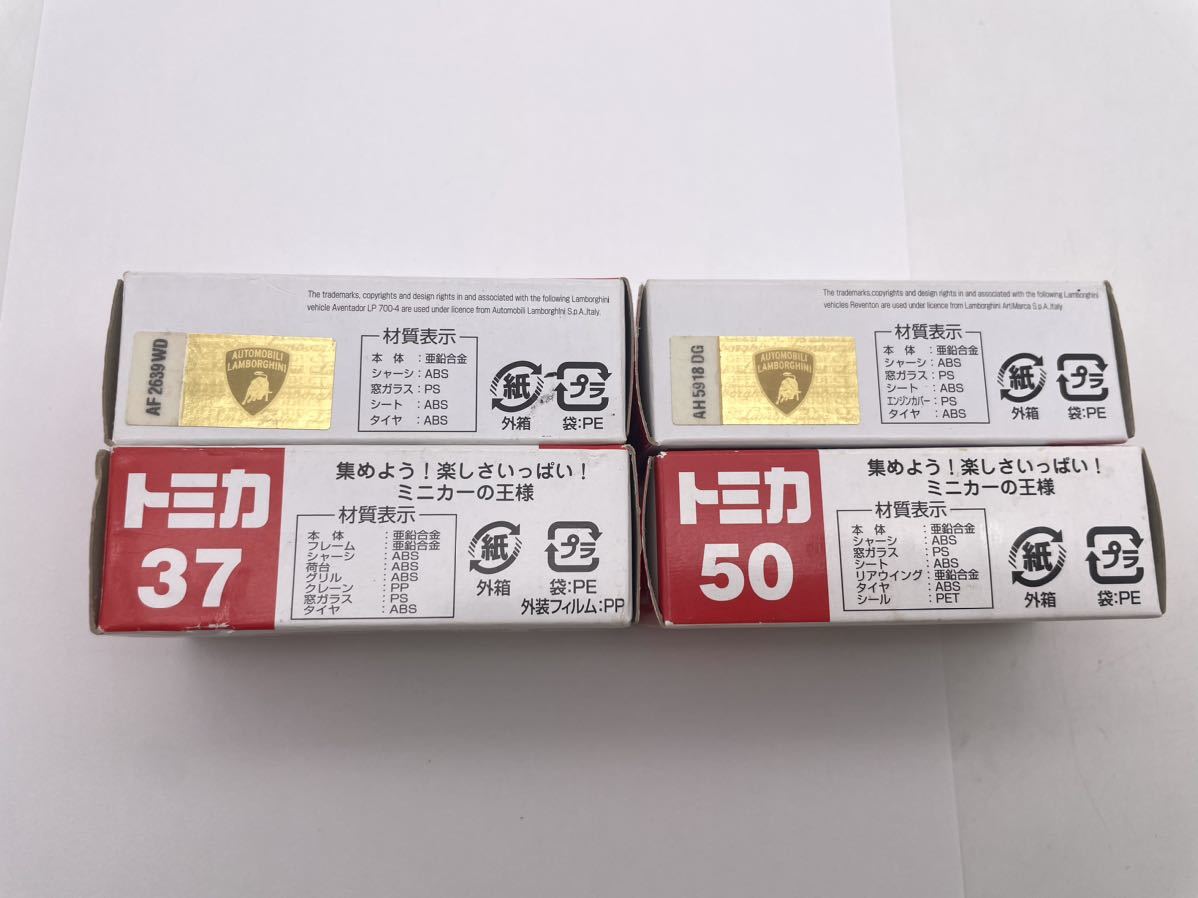 The trademarks, copyrights and design rights in and associated with the following Lamborghini
vehicle Aventador LP 700-4 are used under licence from Automobili Lamborghini S.p.A.,Italy.
AF 2639 WD
AUTOMOBILI
LAMBORGHINI
材質表示
本体：亜鉛合金
シャーシ：ABS
窓ガラス：PS
シート：ABS
タイヤ：ABS
紙
外箱
プラ
袋:PE
The trademarks,copyrights and design rights in and associated with the following Lamborghini
vehicles Reventon are used under licence from Lamborghini ArtiMarca S.p.A.,Italy
AH 5918 DG
AUTOMOBILI
LAMBORGHINI
材質表示
本体：亜鉛合金
シャーシ：ABS
窓ガラス：PS
シート：ABS
エンジンカバー：PS
タイヤ：ABS
紙
外箱
プラ
袋:PE
トミカ
37
集めよう！楽しさいっぱい！
ミニカーの王様
材質表示
本体：亜鉛合金
フレーム：亜鉛合金
シャーシ：ABS
荷台：ABS
グリル：ABS
クレーン：PP
窓ガラス：PS
タイヤ：ABS
紙
外箱
プラ
袋:PE
外装フィルム:PP
トミカ
50
集めよう！楽しさいっぱい！
ミニカーの王様
材質表示
本体：亜鉛合金
シャーシ：ABS
窓ガラス：PS
シート：ABS
リアウイング：亜鉛合金
タイヤ：ABS
シール：PET
紙
外箱
プラ
袋:PE